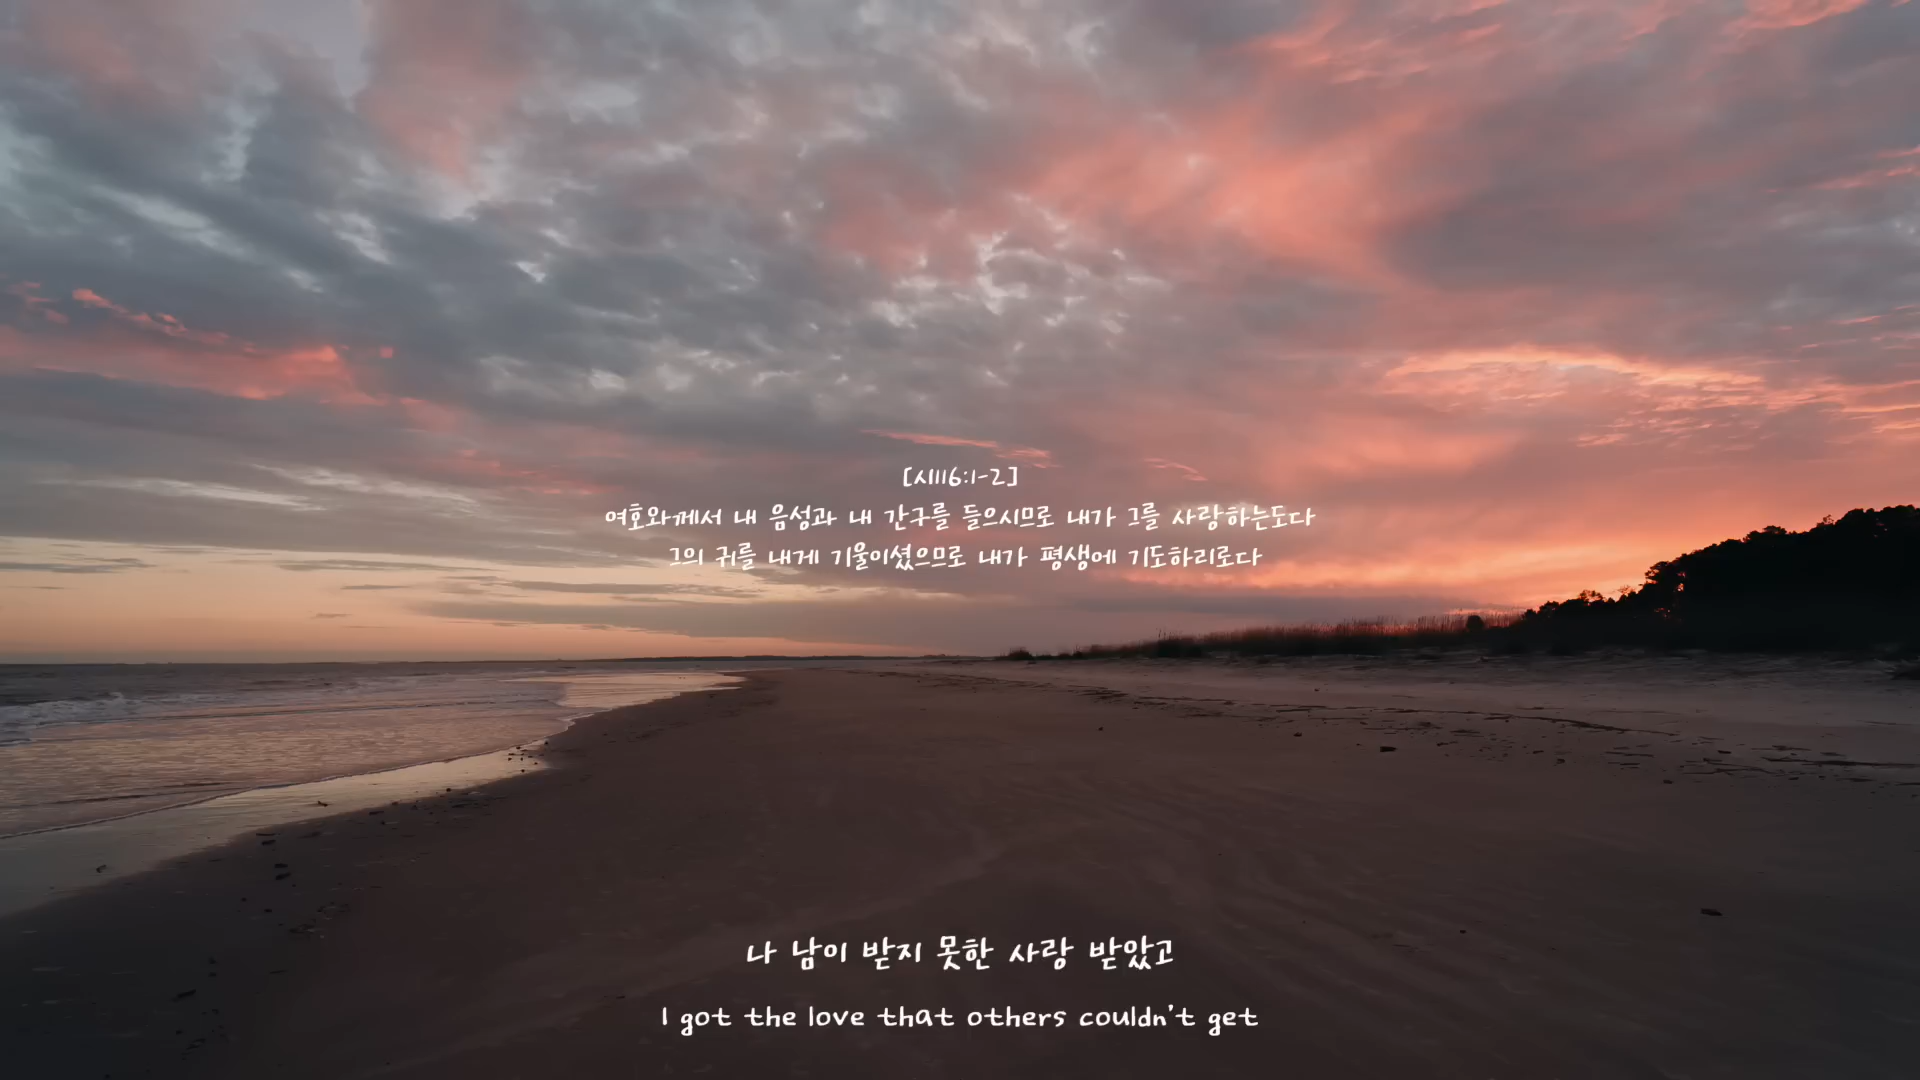 [시116:1-2]
여호와께서 내 음성과 내 간구를 들으시므로 내가 그를 사랑하는도다
그의 귀를 내게 기울이셨으므로 내가 평생에 기도하리로다
나 남이 받지 못한 사랑 받았고
I got the love that others couldn't get